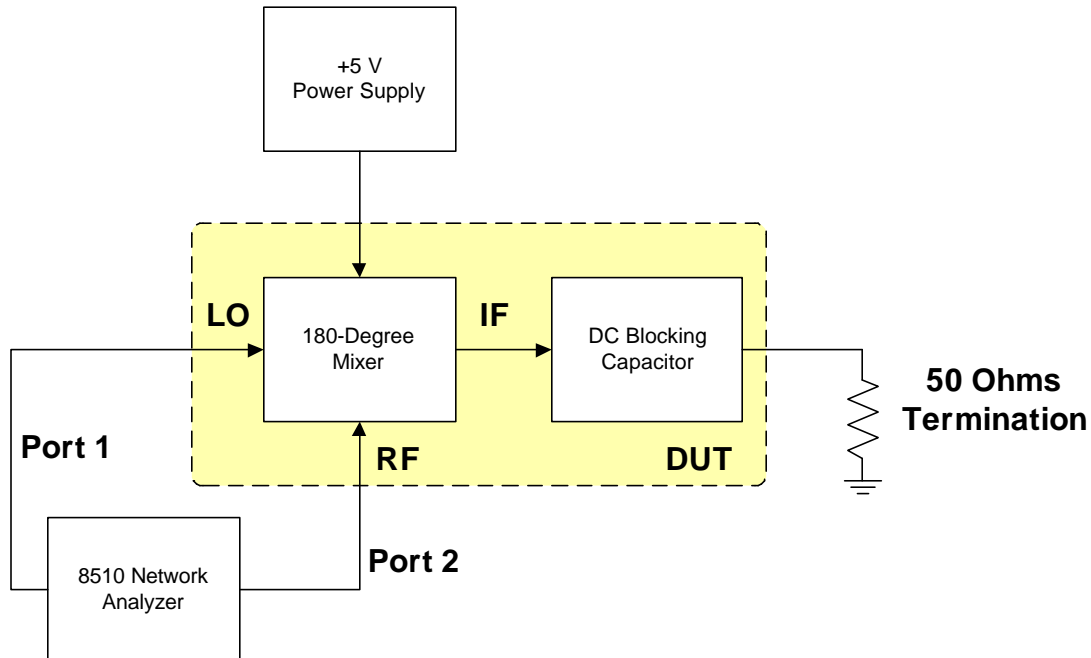 +5 V
Power Supply
LO
180-Degree
Mixer
IF
DC Blocking
Capacitor
50 Ohms
Termination
Port 1
RF
DUT
Port 2
8510 Network
Analyzer